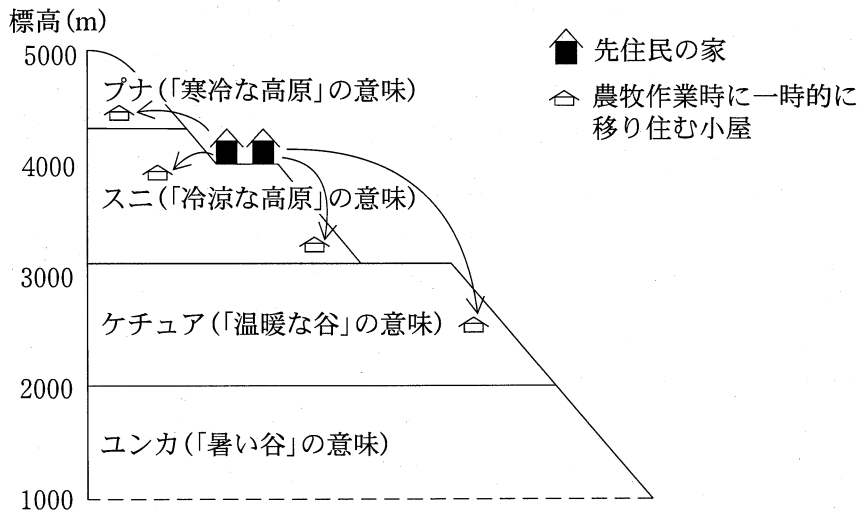 標高(m)
5000
プナ(「寒冷な高原」の意味)
4000
スニ(「冷涼な高原」の意味)
3000
ケチュア(「温暖な谷」の意味)
2000
ユンカ(「暑い谷」の意味)
1000
先住民の家
農牧作業時に一時的に
移り住む小屋